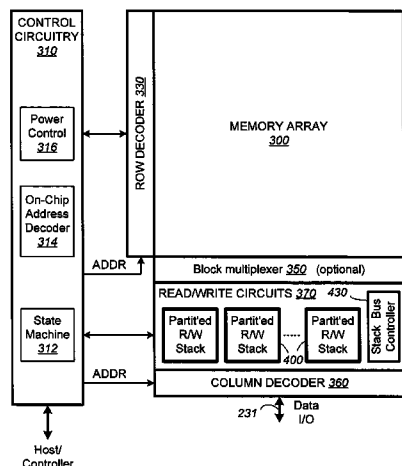 CONTROL
CIRCUITRY
310
Power
Control
316
On-Chip
Address
Decoder
314
ADDR
State
Machine
312
ADDR
Host/
Controller
ROW DECODER 330
MEMORY ARRAY
300
Block multiplexer 350 (optional)
READ/WRITE CIRCUITS 370
430
Partit'ed
R/W
Stack
Partit'ed
R/W
Stack
400
Partit'ed
R/W
Stack
Stack Bus
Controller
COLUMN DECODER 360
231
Data
I/O